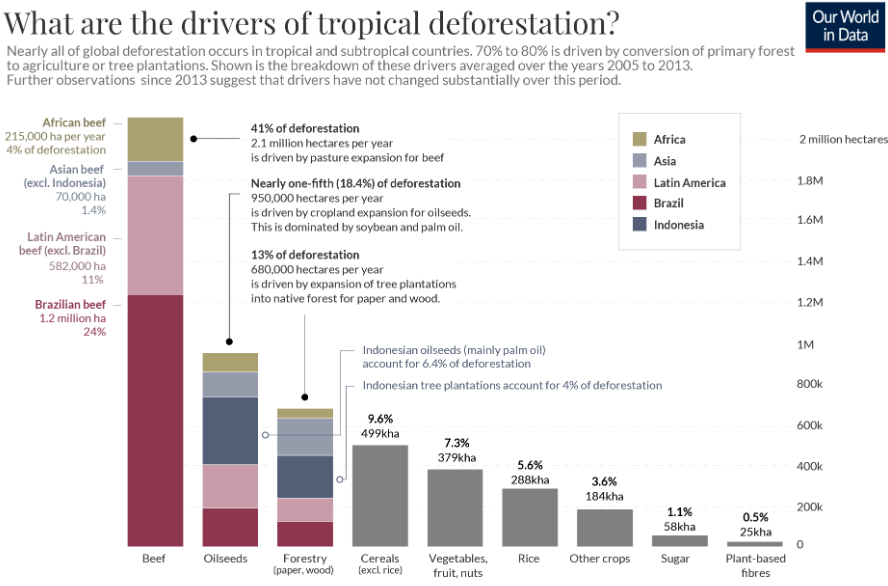 What are the drivers of tropical deforestation?
Our World
in Data
Nearly all of global deforestation occurs in tropical and subtropical countries. 70% to 80% is driven by conversion of primary forest
to agriculture or tree plantations. Shown is the breakdown of these drivers averaged over the years 2005 to 2013.
Further observations since 2013 suggest that drivers have not changed substantially over this period.
African beef
215,000 ha per year
4% of deforestation
Asian beef
(excl. Indonesia)
70,000 ha
1.4%
Latin American
beef (excl. Brazil)
582,000 ha
11%
Brazilian beef
1.2 million ha
24%
41% of deforestation
2.1 million hectares per year
is driven by pasture expansion for beef
Nearly one-fifth (18.4%) of deforestation
950,000 hectares per year
is driven by cropland expansion for oilseeds.
This is dominated by soybean and palm oil.
13% of deforestation
680,000 hectares per year
is driven by expansion of tree plantations
into native forest for paper and wood.
Indonesian oilseeds (mainly palm oil)
account for 6.4% of deforestation
Indonesian tree plantations account for 4% of deforestation
Africa
Asia
Latin America
Brazil
Indonesia
2 million hectares
1.8M
1.6M
1.4M
1.2M
1M
800k
600k
400k
200k
0
9.6%
499kha
7.3%
379kha
5.6%
288kha
3.6%
184kha
1.1%
58kha
0.5%
25kha
Beef
Oilseeds
Forestry
(paper, wood)
Cereals
(excl. rice)
Vegetables,
fruit, nuts
Rice
Other crops
Sugar
Plant-based
fibres